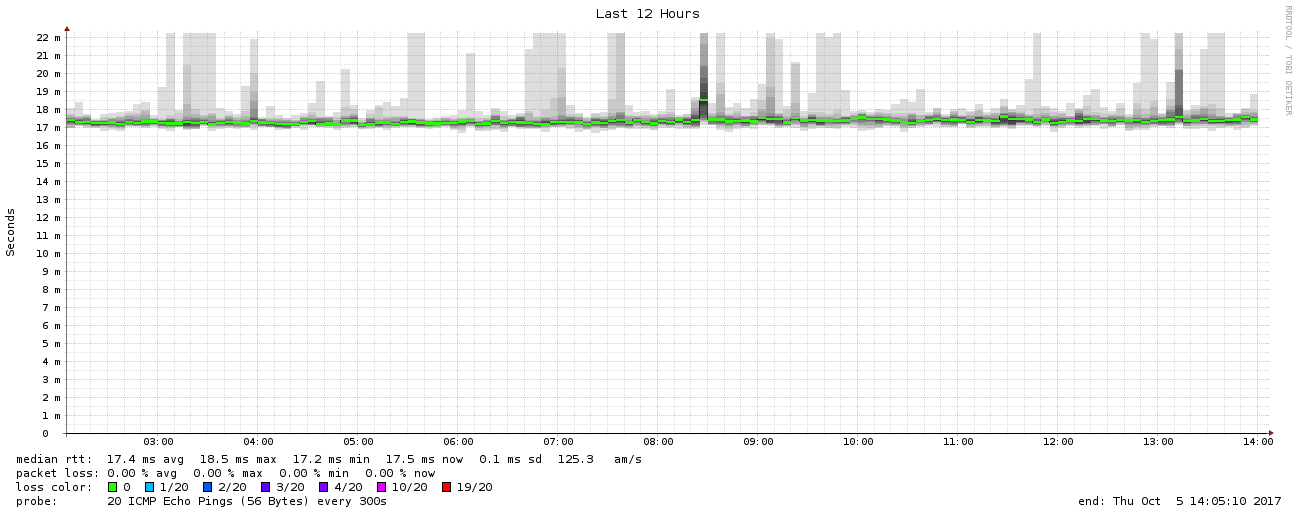 Last 12 Hours
RRDTOOL / TOBI OETIKER
22 m
21 m
20 m
19 m
18 m
17 m
16 m
15 m
14 m
13 m
12 m
11 m
10 m
9 m
8 m
7 m
6 m
5 m
4 m
3 m
2 m
1 m
0
Seconds
03:00 04:00 05:00 06:00 07:00 08:00 09:00 10:00 11:00 12:00 13:00 14:00
median rtt: 17.4 ms avg 18.5 ms max 17.2 ms min 17.5 ms now 0.1 ms sd 125.3 am/s
packet loss: 0.00 % avg 0.00 % max 0.00 % min 0.00 % now
loss color: 0 1/20 2/20 3/20 4/20 10/20 19/20
probe: 20 ICMP Echo Pings (56 Bytes) every 300s end: Thu Oct 5 14:05:10 2017